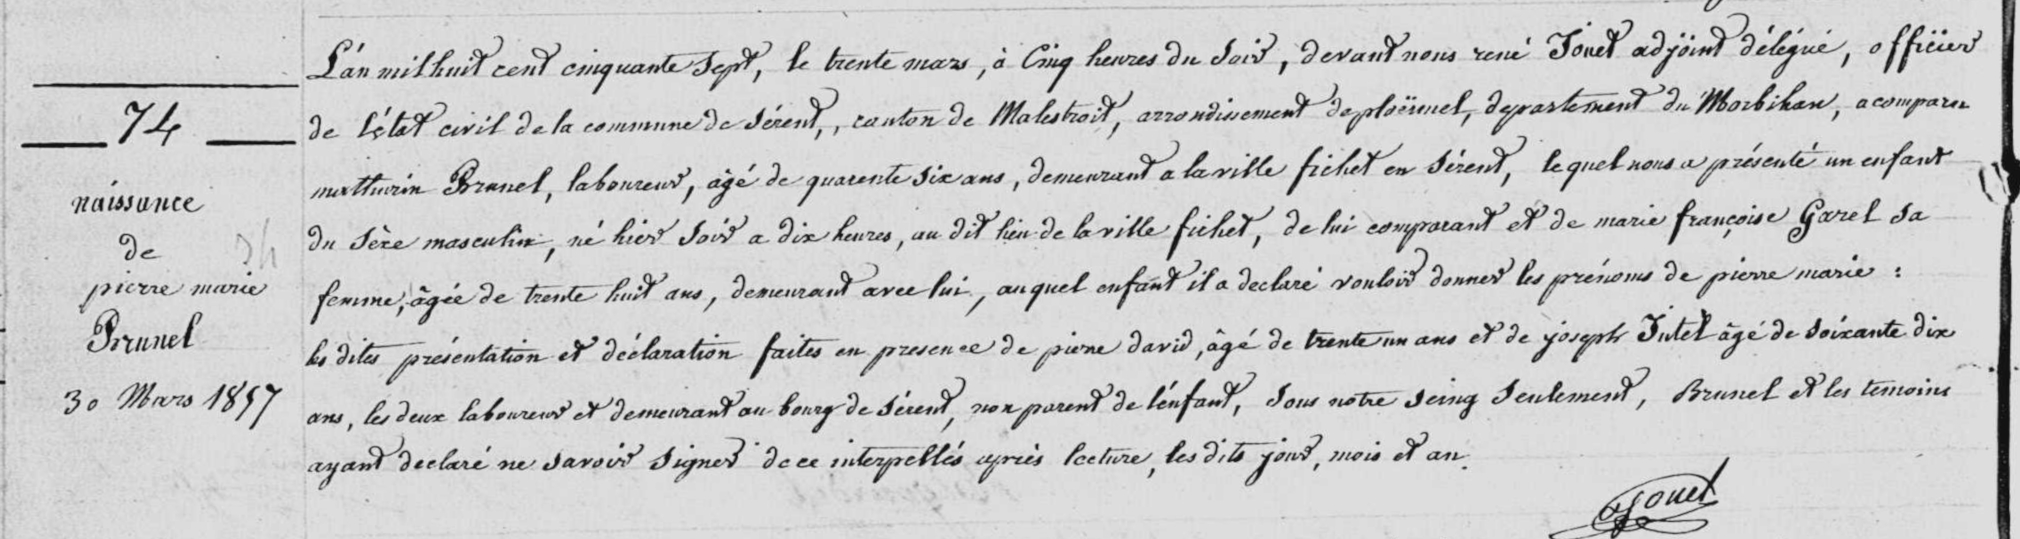 74
naissance
de
pierre marie
Brunel
30 Mars 1857
L'án mil huit cent cinquante Sept, le trente mars, à Cinq heures du Soir, devant nous rené Jouet adjöint délégué, officier
de l'état civil de la commune de Sérent, canton de Malestroit, arrondissement de ploërmel, departement du Morbihan, a comparu
mathurin Brunel, laboureur, âgé de quarente Six ans, demeurant a la ville fichet en Sérent, lequel nous a présenté un enfant
du Sèxe masculin, né hier Soir a dix heures, au dit lieu de la ville fichet, de lui comparant et de marie françoise Garel Sa
femme, âgée de trente huit ans, demeurant avec lui, auquel enfant il a declaré vouloir donner les prénoms de pierre marie :
les dites présentation et déclaration faites en presence de pierre david, âgé de trente un ans et de joseph Jutel âgé de Soixante dix
ans, les deux laboureur et demeurant au bourg de Sérent, non parent de l'énfant, Sous notre Seing Seulement, Brunel et les temoins
ayant declaré ne Savoir Signer de ce interpellés après lecture, les dits jour, mois et an.
Jouet